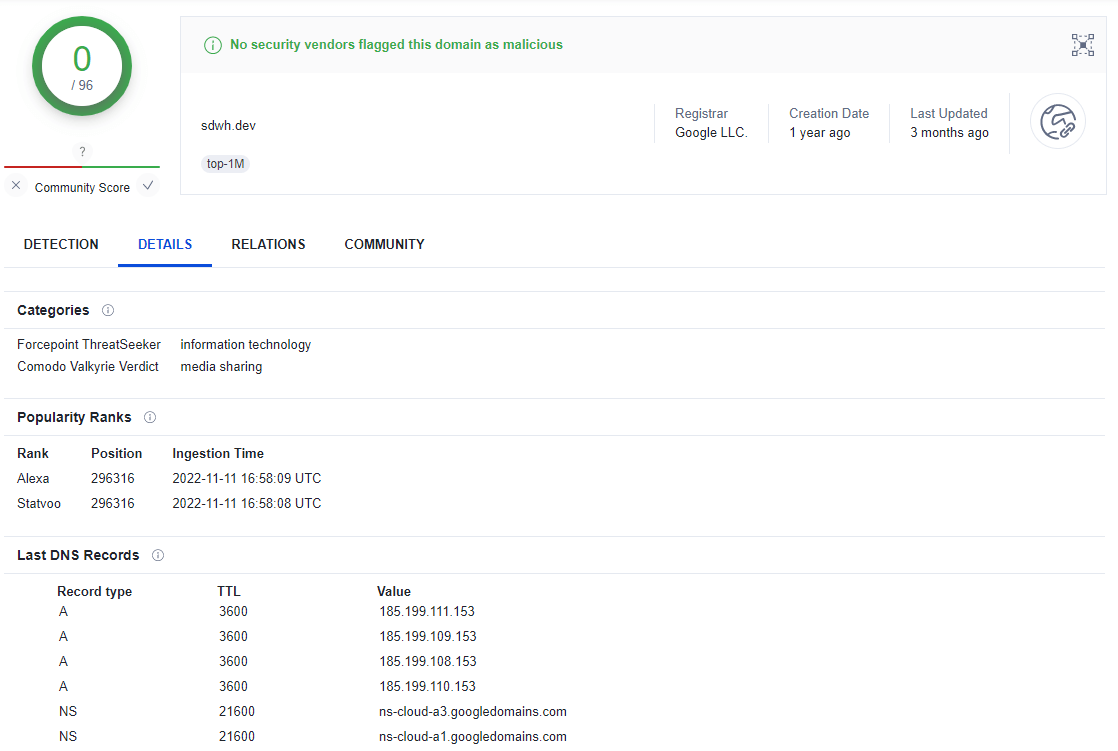 0
/ 96
?
Community Score
No security vendors flagged this domain as malicious
sdwh.dev
top-1M
Registrar
Google LLC.
Creation Date
1 year ago
Last Updated
3 months ago
DETECTION DETAILS RELATIONS COMMUNITY
Categories
Forcepoint ThreatSeeker information technology
Comodo Valkyrie Verdict media sharing
Popularity Ranks
Rank Position Ingestion Time
Alexa 296316 2022-11-11 16:58:09 UTC
Statvoo 296316 2022-11-11 16:58:08 UTC
Last DNS Records
Record type TTL Value
A 3600 185.199.111.153
A 3600 185.199.109.153
A 3600 185.199.108.153
A 3600 185.199.110.153
NS 21600 ns-cloud-a3.googledomains.com
NS 21600 ns-cloud-a1.googledomains.com